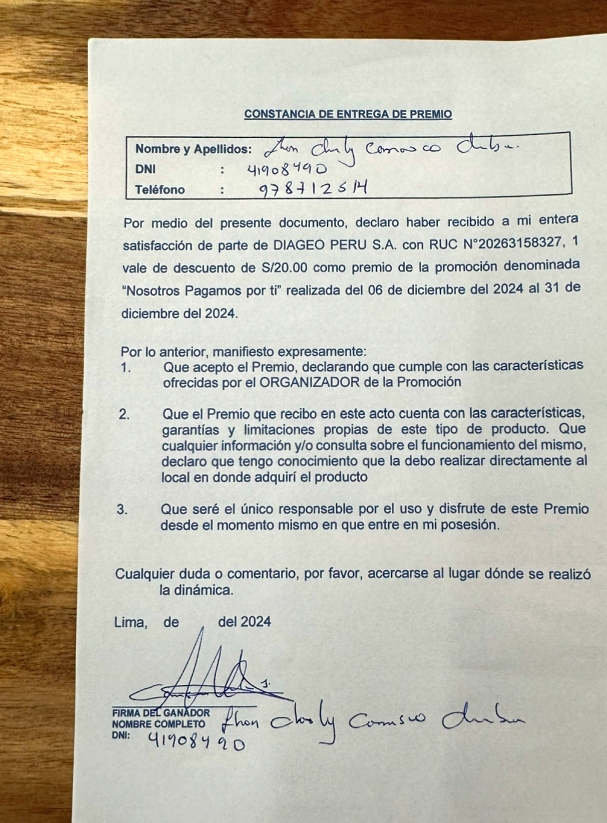 CONSTANCIA DE ENTREGA DE PREMIO
Nombre y Apellidos: Jhon
DNI : 41908490
Teléfono : 978712514
Por medio del presente documento, declaro haber recibido a mi entera
satisfacción de parte de DIAGEO PERU S.A. con RUC N°20263158327, 1
vale de descuento de S/20.00 como premio de la promoción denominada
"Nosotros Pagamos por ti" realizada del 06 de diciembre del 2024 al 31 de
diciembre del 2024.
Por lo anterior, manifiesto expresamente:
1. Que acepto el Premio, declarando que cumple con las características
ofrecidas por el ORGANIZADOR de la Promoción
2. Que el Premio que recibo en este acto cuenta con las características,
garantías y limitaciones propias de este tipo de producto. Que
cualquier información y/o consulta sobre el funcionamiento del mismo,
declaro que tengo conocimiento que la debo realizar directamente al
local en donde adquirí el producto
3. Que seré el único responsable por el uso y disfrute de este Premio
desde el momento mismo en que entre en mi posesión.
Cualquier duda o comentario, por favor, acercarse al lugar dónde se realizó
la dinámica.
Lima, de del 2024
FIRMA DEL GANADOR
NOMBRE COMPLETO Jhon
DNI: 41908490